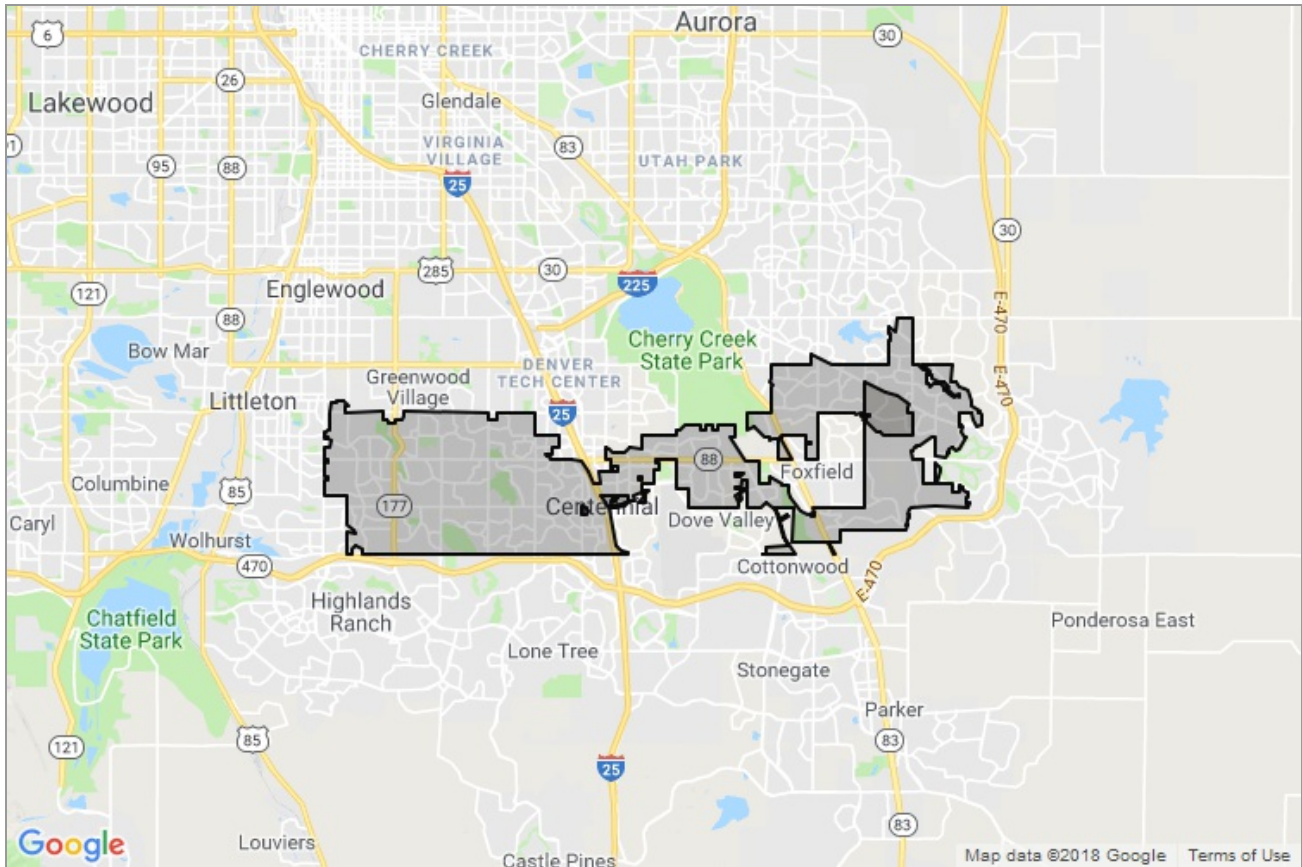 Aurora
6
30
CHERRY CREEK
26
Lakewood
Glendale
VIRGINIA
VILLAGE
83
UTAH PARK
95
88
25
30
285
30
225
121
Englewood
E-470
88
Cherry Creek
State Park
Bow Mar
DENVER
TECH CENTER
E-470
Greenwood
Village
Littleton
25
88
Foxfield
Columbine
85
177
Centennial
Dove Valley
Caryl
Wolhurst
470
Cottonwood
E-470
Highlands
Ranch
Chatfield
State Park
Ponderosa East
Lone Tree
Stonegate
Parker
121
85
83
25
83
Google
Louviers
Castle Pines
Map data ©2018 Google
Terms of Use